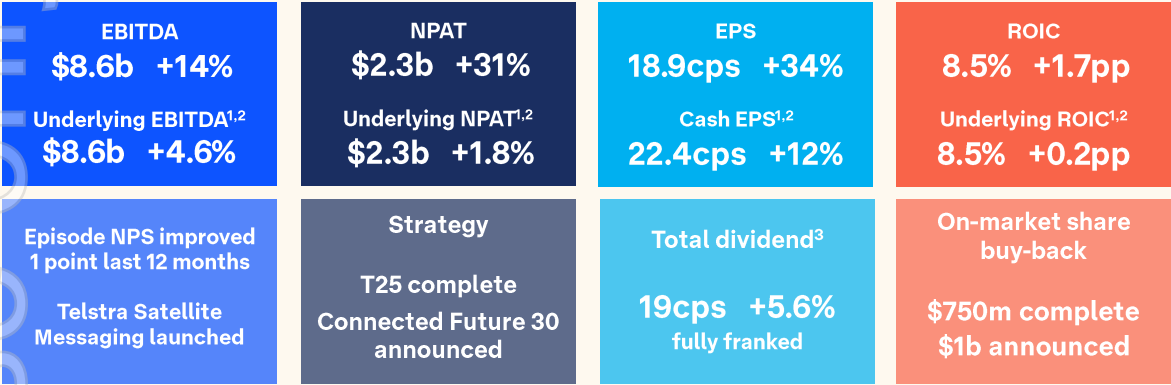 EBITDA
$8.6b +14%
Underlying EBITDA1,2
$8.6b +4.6%
NPAT
$2.3b +31%
Underlying NPAT1,2
$2.3b +1.8%
EPS
18.9cps +34%
Cash EPS1,2
22.4cps +12%
ROIC
8.5% +1.7pp
Underlying ROIC1,2
8.5% +0.2pp
Episode NPS improved
1 point last 12 months
Telstra Satellite
Messaging launched
Strategy
T25 complete
Connected Future 30
announced
Total dividend3
19cps +5.6%
fully franked
On-market share
buy-back
$750m complete
$1b announced